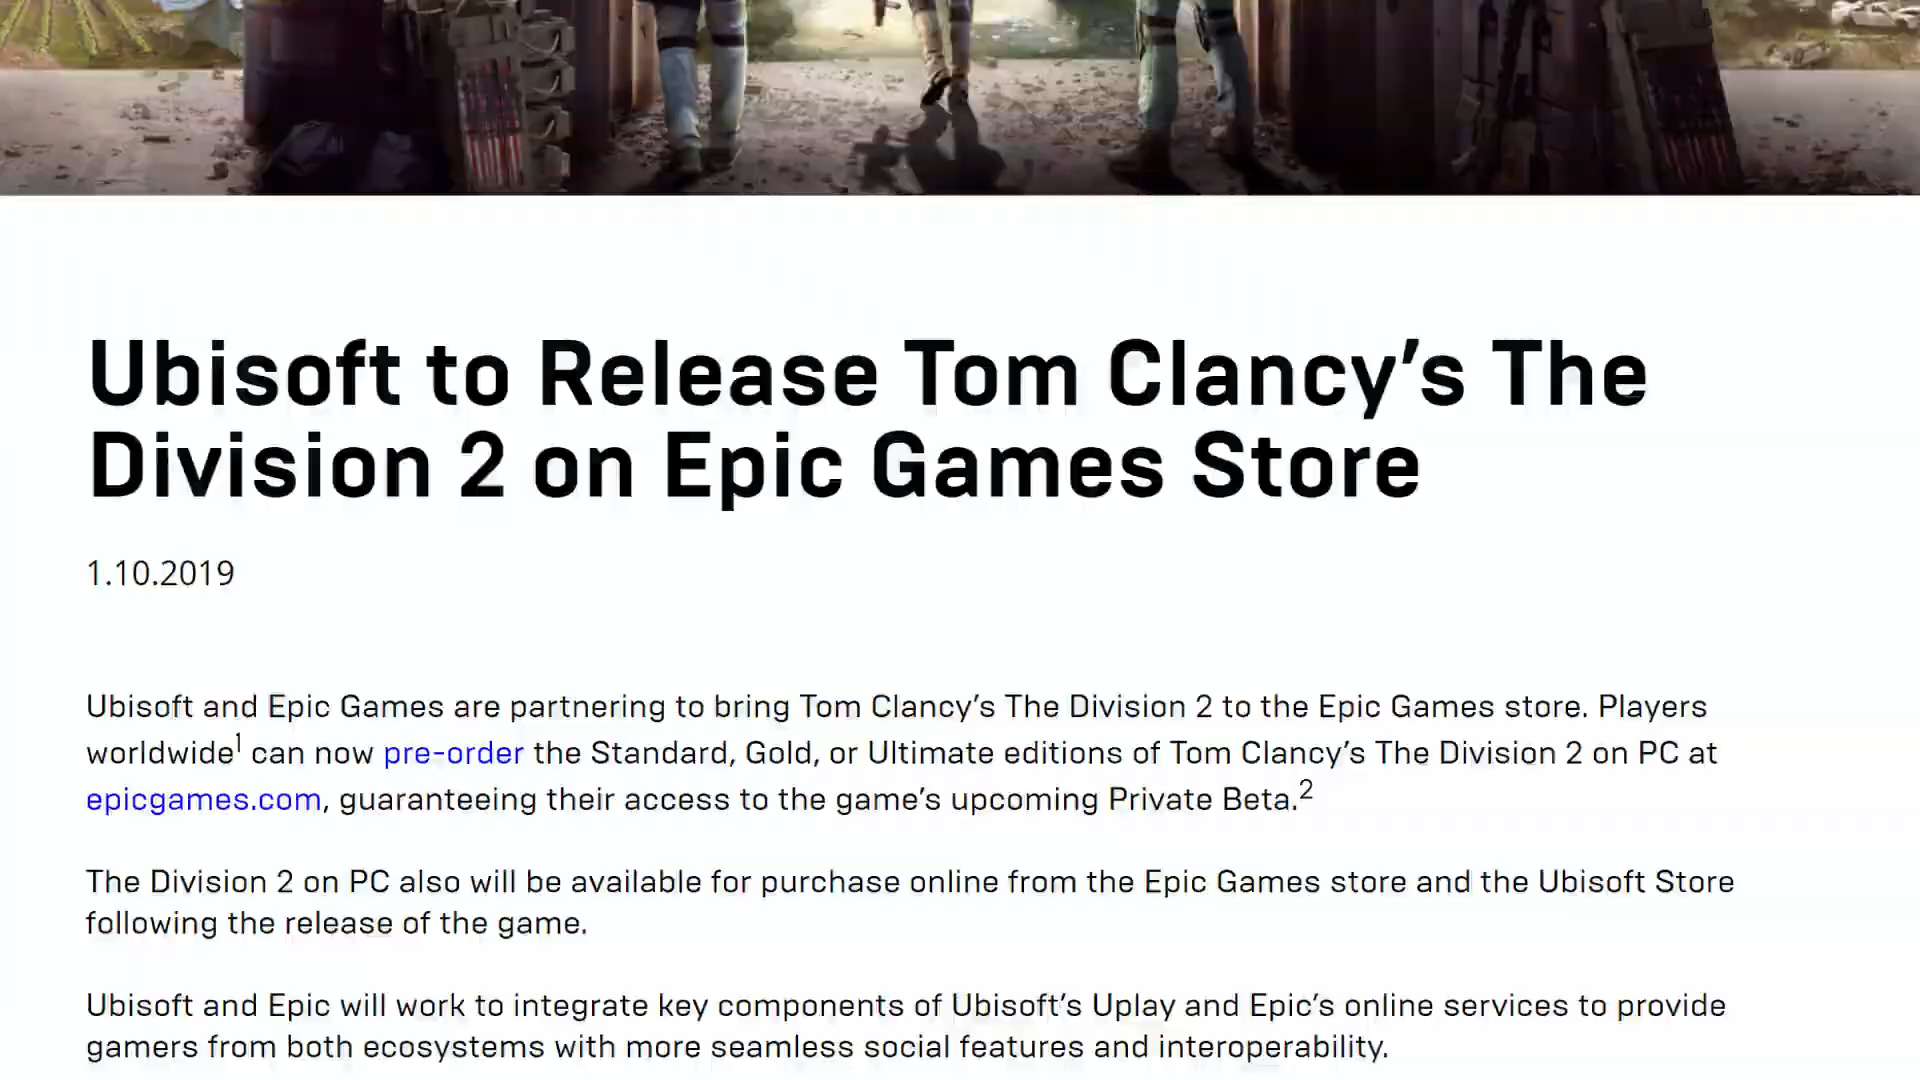 Ubisoft to Release Tom Clancy’s The
Division 2 on Epic Games Store
1.10.2019
Ubisoft and Epic Games are partnering to bring Tom Clancy’s The Division 2 to the Epic Games store. Players
worldwide¹ can now pre-order the Standard, Gold, or Ultimate editions of Tom Clancy’s The Division 2 on PC at
epicgames.com, guaranteeing their access to the game’s upcoming Private Beta.²
The Division 2 on PC also will be available for purchase online from the Epic Games store and the Ubisoft Store
following the release of the game.
Ubisoft and Epic will work to integrate key components of Ubisoft’s Uplay and Epic’s online services to provide
gamers from both ecosystems with more seamless social features and interoperability.